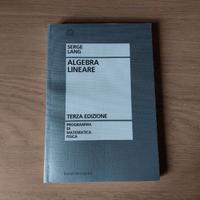 SERGE
LANG
ALGEBRA
LINEARE
TERZA EDIZIONE
PROGRAMMA
DI
MATEMATICA
FISICA